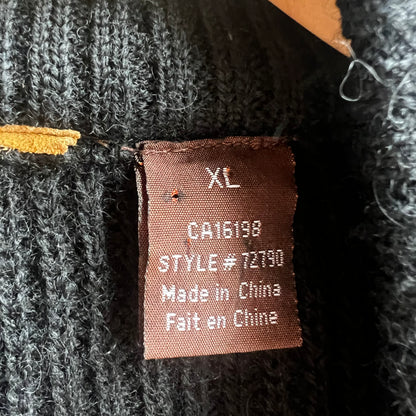 XL
CA16198
STYLE # 72790
Made in China
Fait en Chine